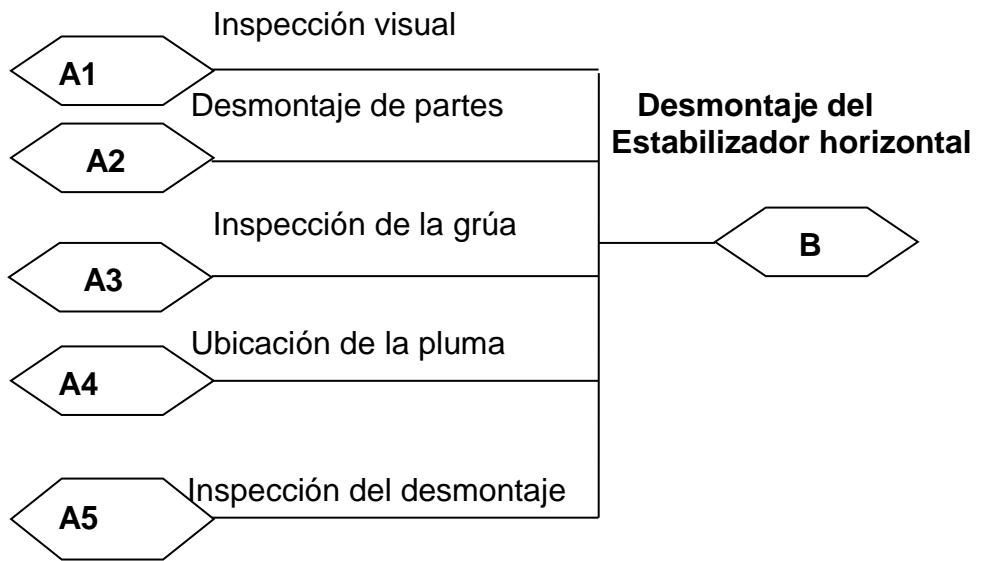 Inspección visual
A1
Desmontaje de partes
Desmontaje del
Estabilizador horizontal
A2
Inspección de la grúa
B
A3
Ubicación de la pluma
A4
Inspección del desmontaje
A5